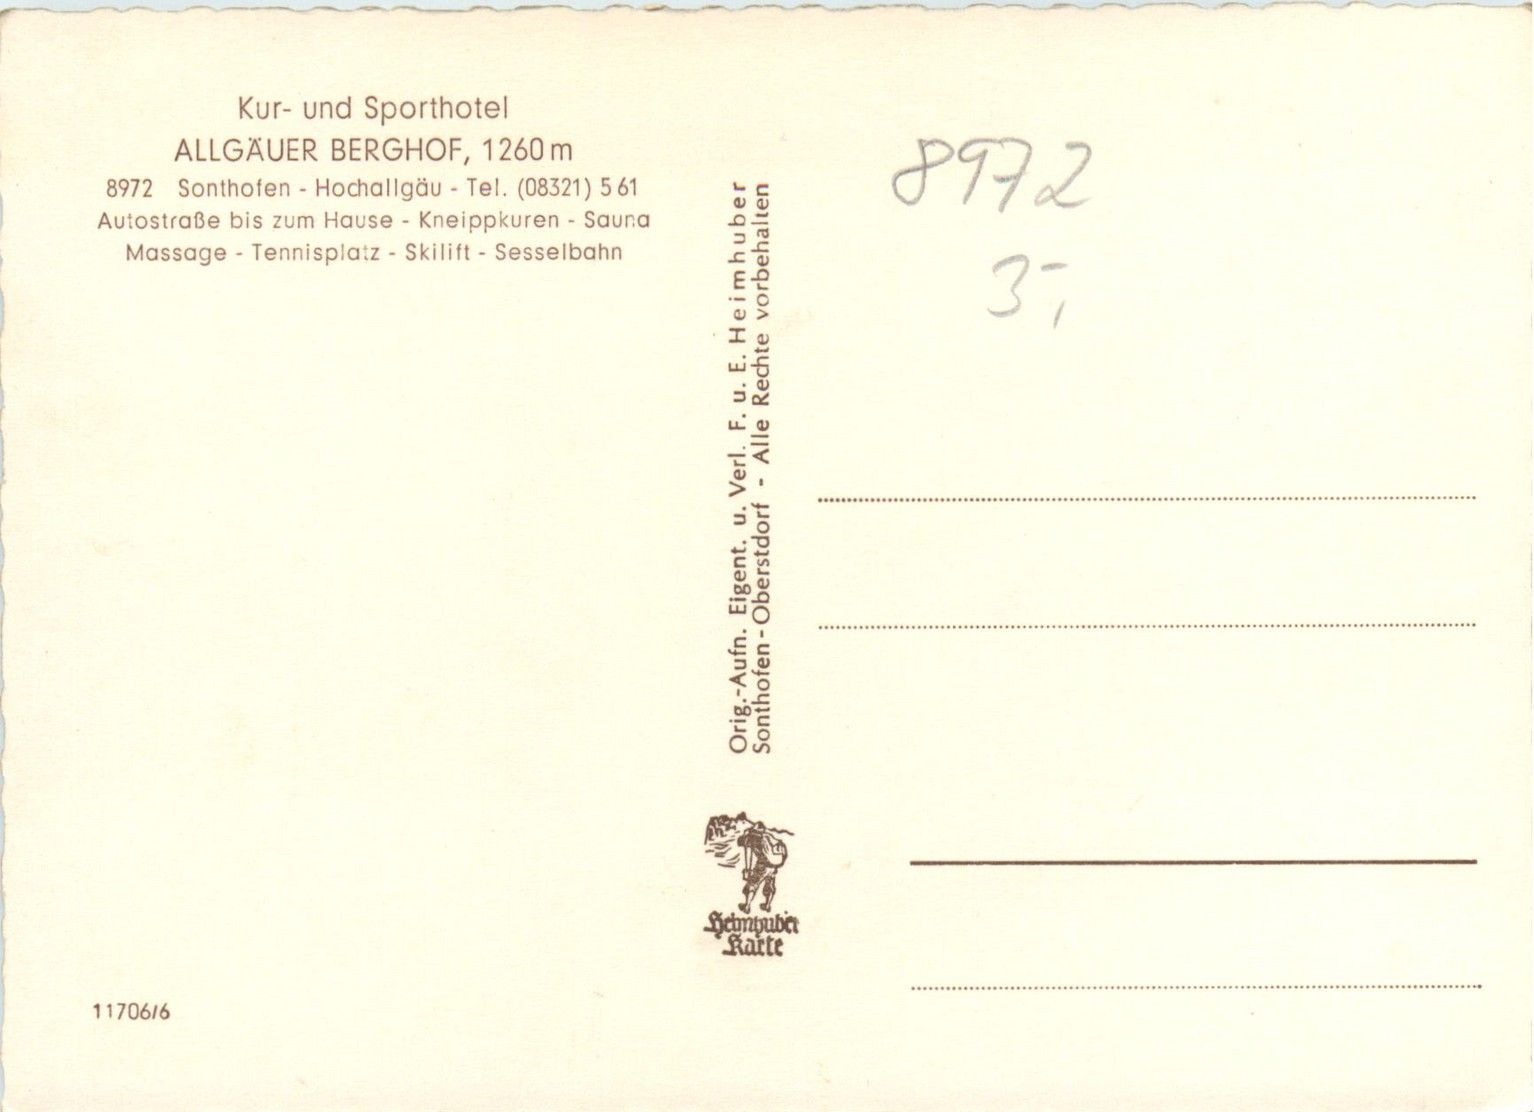 Kur- und Sporthotel
ALLGÄUER BERGHOF, 1260 m
8972 Sonthofen - Hochallgäu - Tel. (08321) 5 61
Autostraße bis zum Hause - Kneippkuren - Sauna
Massage - Tennisplatz - Skilift - Sesselbahn
11706/6
Orig.-Aufn. Eigent. u. Verl. F. u. E. Heimhuber
Sonthofen-Oberstdorf - Alle Rechte vorbehalten
Heimhuber
Karte
8972
3,-